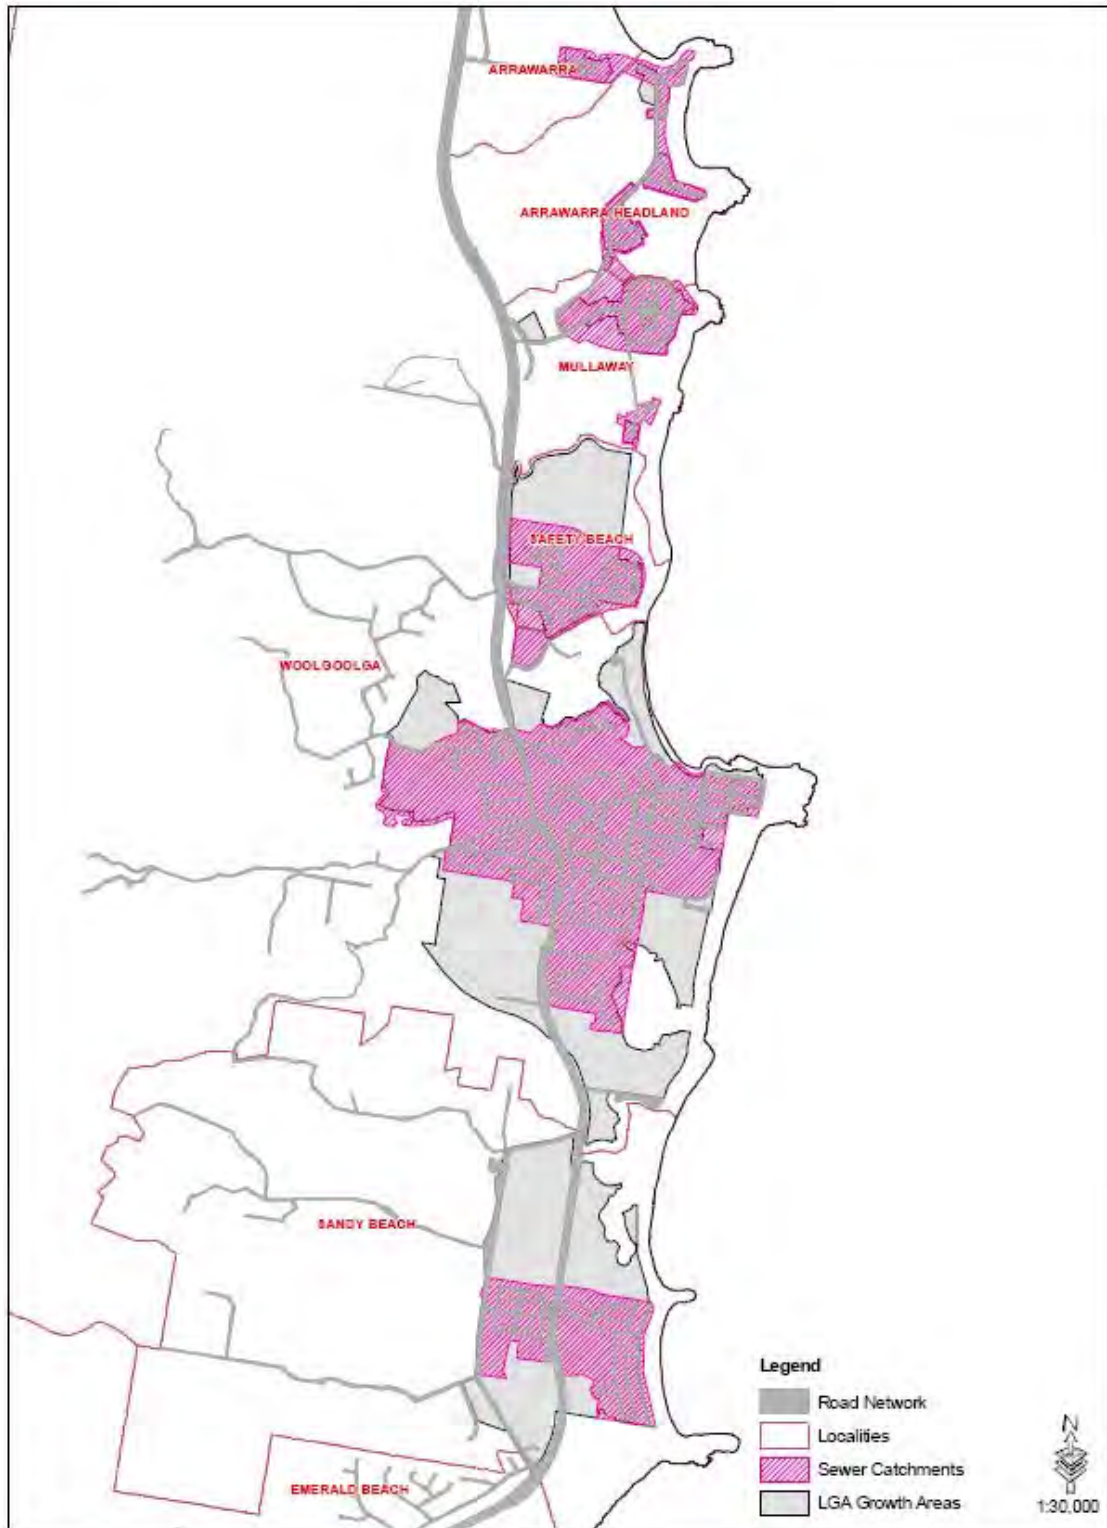 ARRAWARRA
ARRAWARRA HEADLAND
MULLAWAY
SAFETY BEACH
WOOLGOOLGA
SANDY BEACH
EMERALD BEACH
Legend
Road Network
Localities
Sewer Catchments
LGA Growth Areas
N
1:30,000